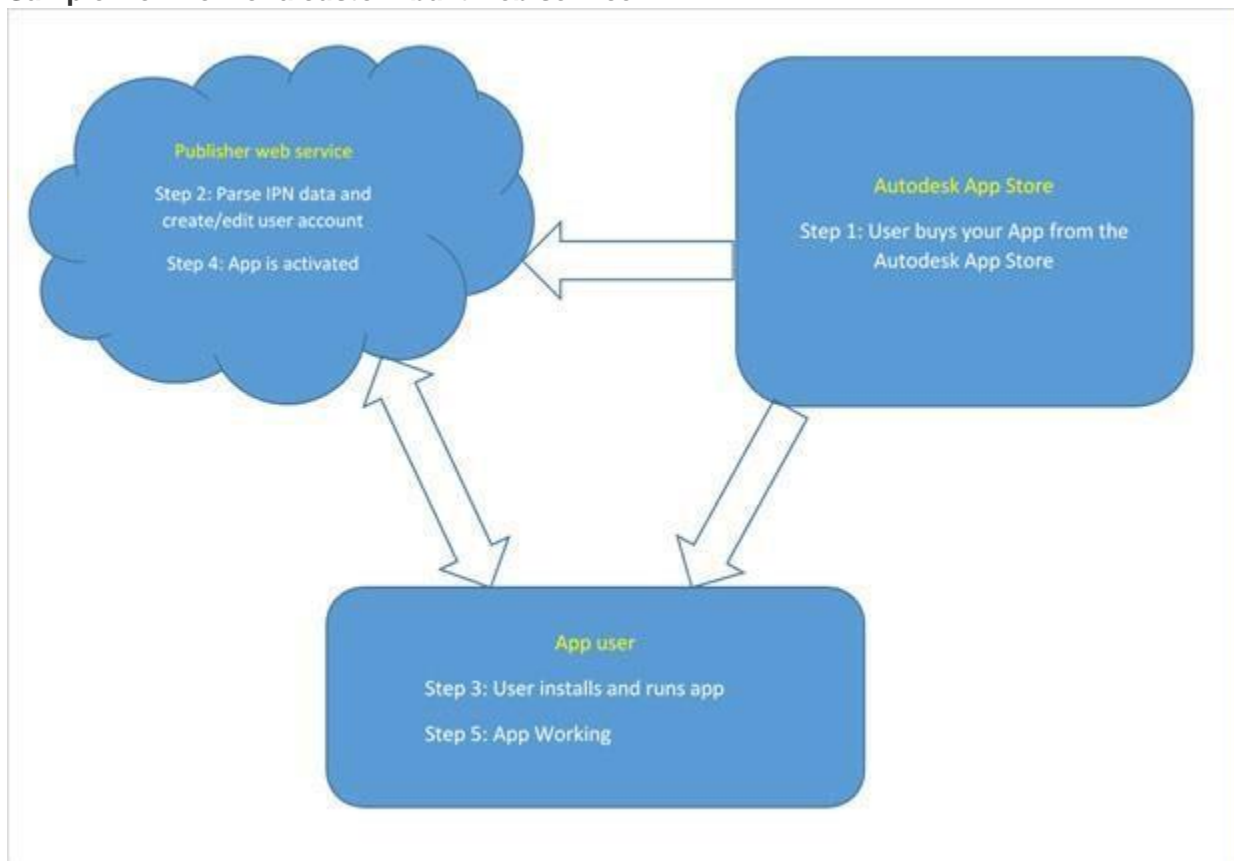 Publisher web service
Step 2: Parse IPN data and
create/edit user account
Step 4: App is activated
Autodesk App Store
Step 1: User buys your App from the
Autodesk App Store
App user
Step 3: User installs and runs app
Step 5: App Working